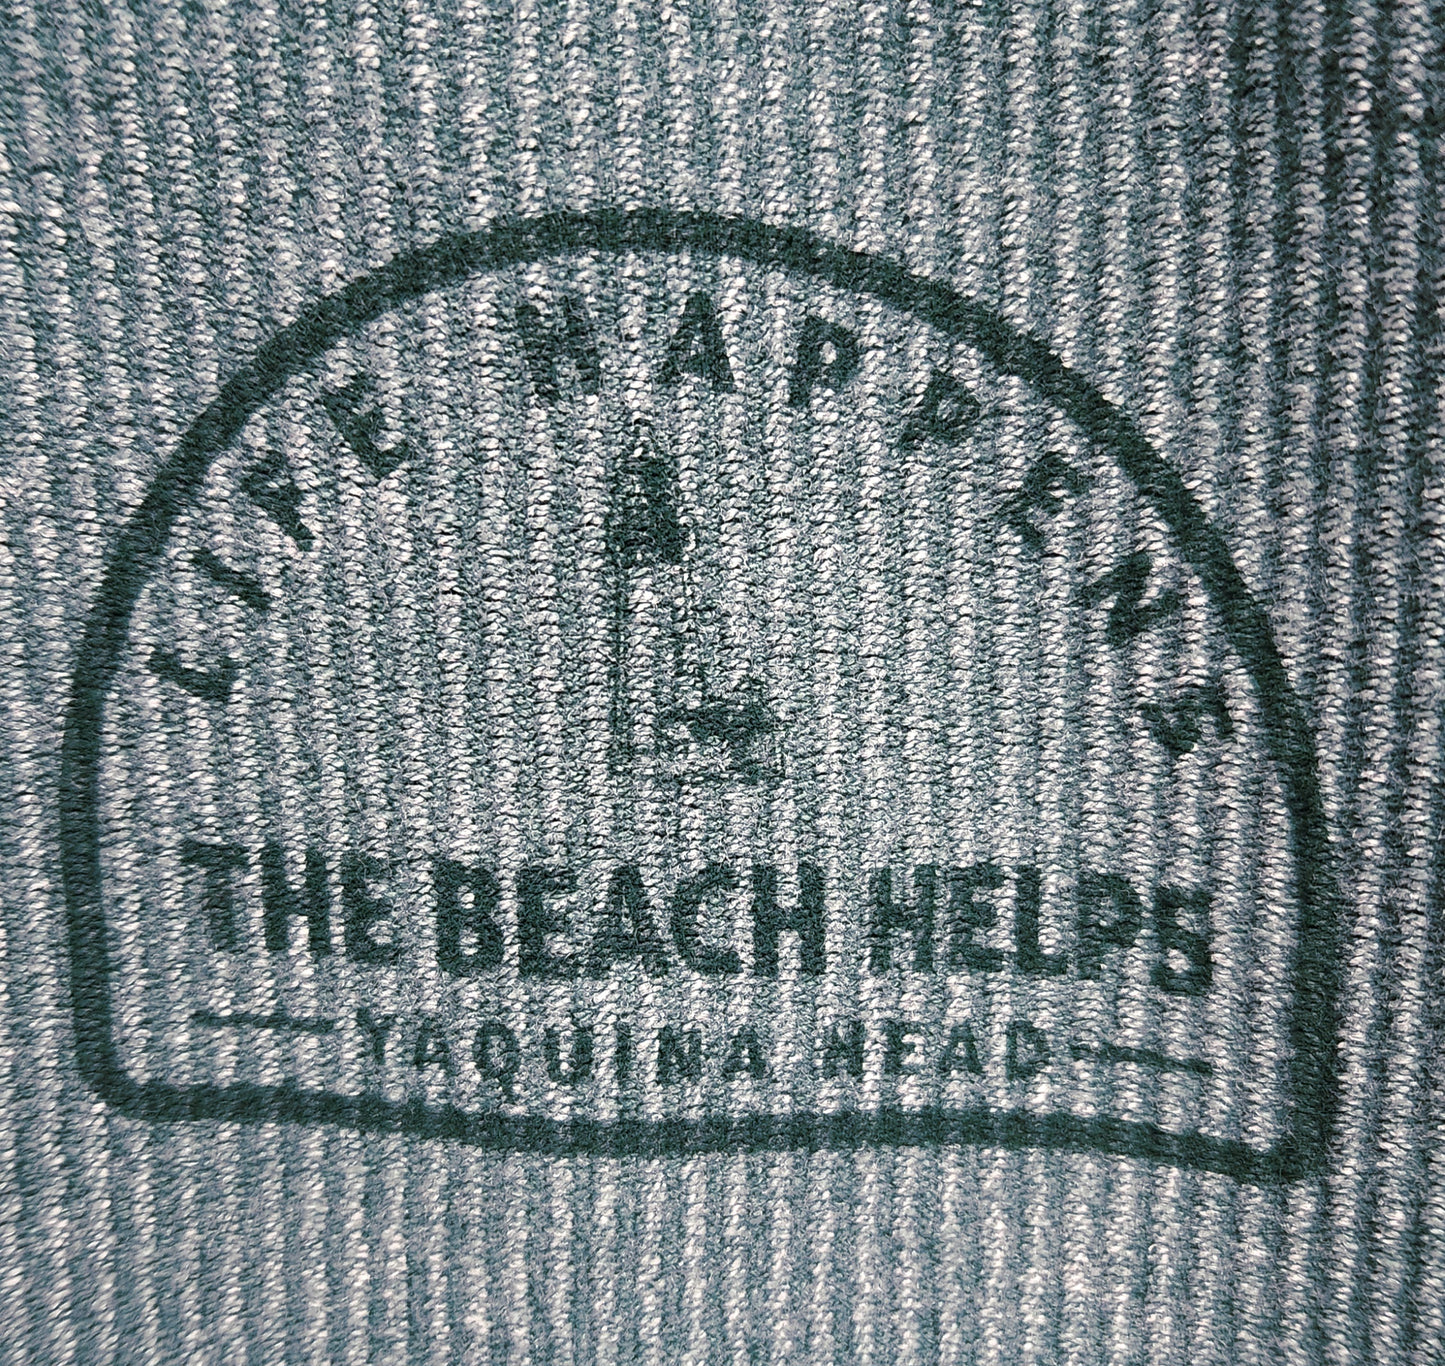 LIFE HAPPENS
THE BEACH HELPS
YAQUINA HEAD